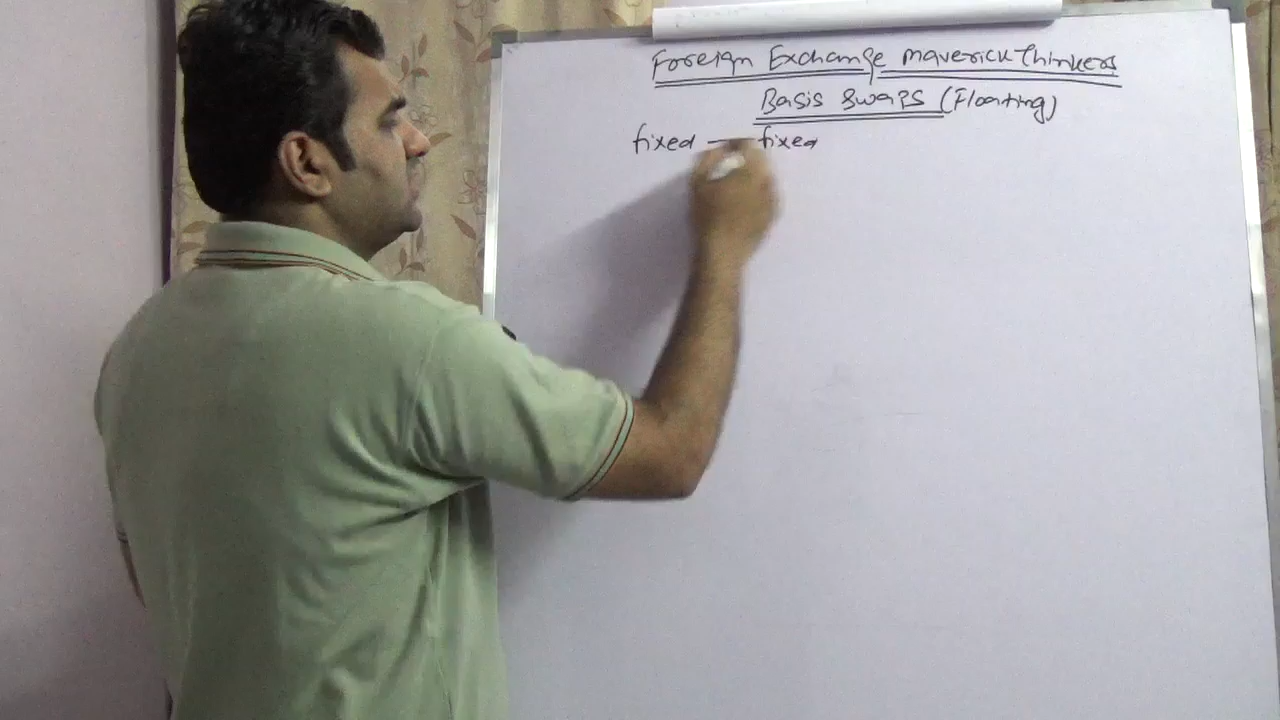 Foreign Exchange Maverick Thinkers
Basis Swaps (Floating)
fixed — fixed